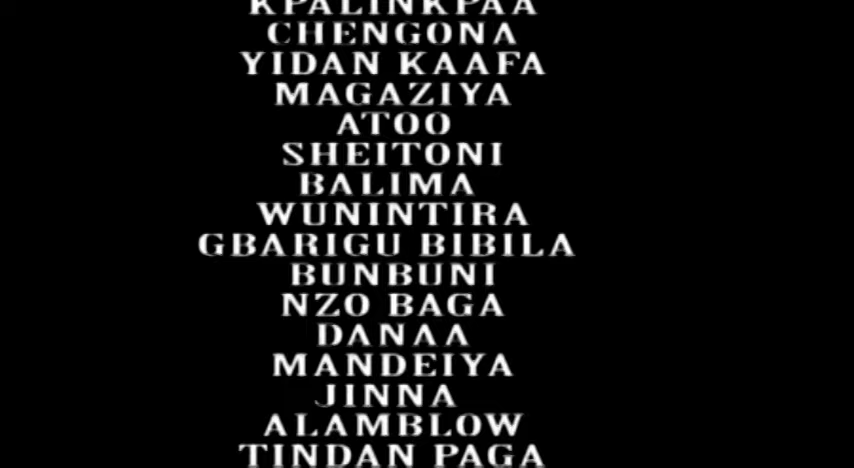 KPALINKPAA
CHENGONA
YIDAN KAAFA
MAGAZIYA
ATOO
SHEITONI
BALIMA
WUNINTIRA
GBARIGU BIBILA
BUNBUNI
NZO BAGA
DANAA
MANDEIYA
JINNA
ALAMBLOW
TINDAN PAGA